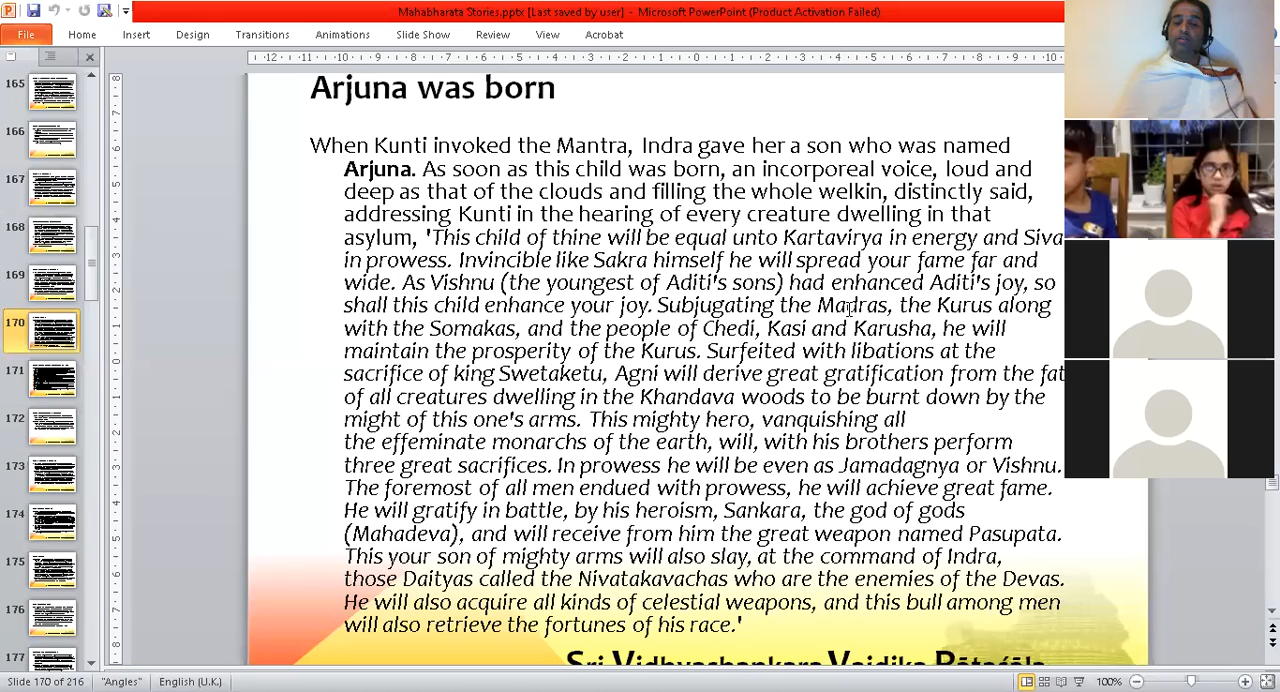 Mahabharata Stories.pptx [Last saved by user] - Microsoft PowerPoint (Product Activation Failed)
File Home Insert Design Transitions Animations Slide Show Review View Acrobat
Arjuna was born
When Kunti invoked the Mantra, Indra gave her a son who was named
Arjuna. As soon as this child was born, an incorporeal voice, loud and
deep as that of the clouds and filling the whole welkin, distinctly said,
addressing Kunti in the hearing of every creature dwelling in that
asylum, 'This child of thine will be equal unto Kartavirya in energy and Siva
in prowess. Invincible like Sakra himself he will spread your fame far and
wide. As Vishnu (the youngest of Aditi's sons) had enhanced Aditi's joy, so
shall this child enhance your joy. Subjugating the Madras, the Kurus along
with the Somakas, and the people of Chedi, Kasi and Karusha, he will
maintain the prosperity of the Kurus. Surfeited with libations at the
sacrifice of king Swetaketu, Agni will derive great gratification from the fat
of all creatures dwelling in the Khandava woods to be burnt down by the
might of this one's arms. This mighty hero, vanquishing all
the effeminate monarchs of the earth, will, with his brothers perform
three great sacrifices. In prowess he will be even as Jamadagnya or Vishnu.
The foremost of all men endued with prowess, he will achieve great fame.
He will gratify in battle, by his heroism, Sankara, the god of gods
(Mahadeva), and will receive from him the great weapon named Pasupata.
This your son of mighty arms will also slay, at the command of Indra,
those Daityas called the Nivatakavachas who are the enemies of the Devas.
He will also acquire all kinds of celestial weapons, and this bull among men
will also retrieve the fortunes of his race.'
Sri Vidhyashankara Vaidika Pāṭaśāla
165
166
167
168
169
170
171
172
173
174
175
176
177
Slide 170 of 216 "Angles" English (U.K.) 100%